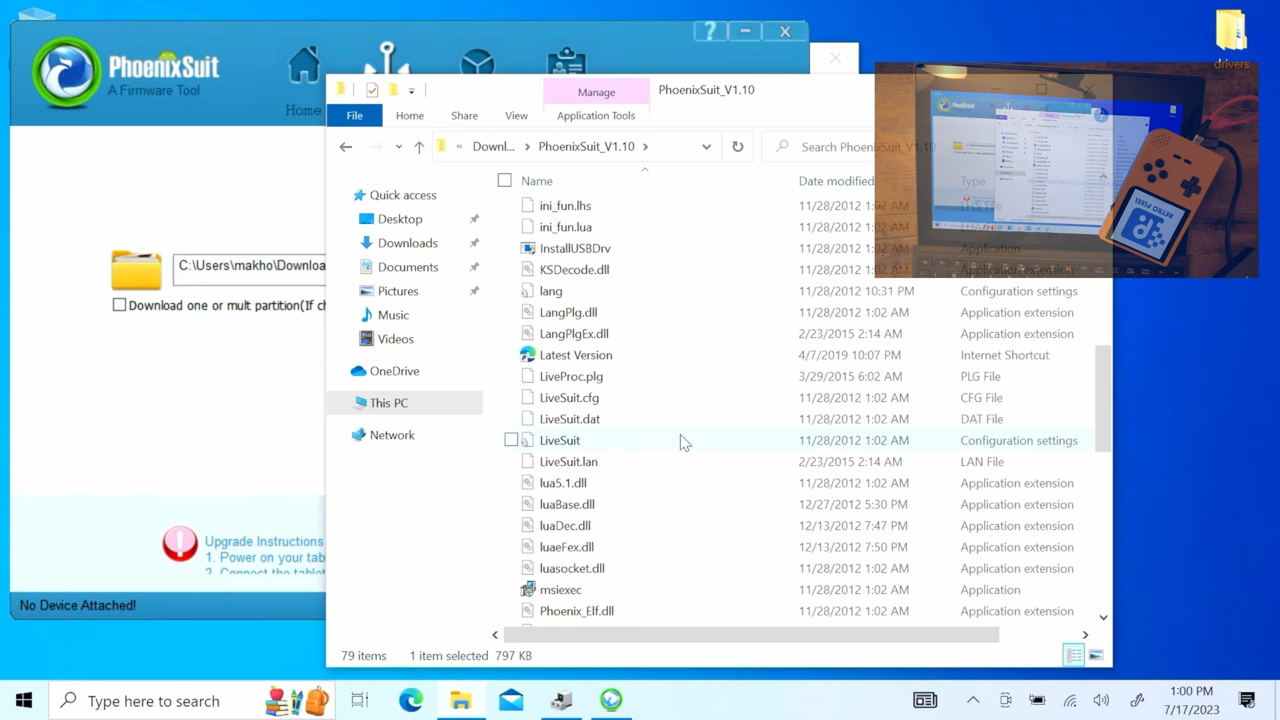 PhoenixSuit
A Firmware Tool
?
Home
C:\Users\makho\Downloa
Download one or mult partition(If ch
Upgrade Instructions
1. Power on your tab
2. Connect the tablet
No Device Attached!
Manage
PhoenixSuit_V1.10
File
Home
Share
View
Application Tools
« Downl... > PhoenixSuit_V1.10 >
Search PhoenixSuit_V1.10
Name
Date modified
Type
Quick access
Desktop
Downloads
Documents
Pictures
Music
Videos
OneDrive
This PC
Network
ini_fun.lhs 11/28/2012 1:02 AM
ini_fun.lua 11/28/2012 1:02 AM
InstallUSBDrv 11/28/2012 1:02 AM Application
KSDecode.dll 11/28/2012 1:02 AM Application extension
lang 11/28/2012 10:31 PM Configuration settings
LangPlg.dll 11/28/2012 1:02 AM Application extension
LangPlgEx.dll 2/23/2015 2:14 AM Application extension
Latest Version 4/7/2019 10:07 PM Internet Shortcut
LiveProc.plg 3/29/2015 6:02 AM PLG File
LiveSuit.cfg 11/28/2012 1:02 AM CFG File
LiveSuit.dat 11/28/2012 1:02 AM DAT File
LiveSuit 11/28/2012 1:02 AM Configuration settings
LiveSuit.lan 2/23/2015 2:14 AM LAN File
lua5.1.dll 11/28/2012 1:02 AM Application extension
luaBase.dll 12/27/2012 5:30 PM Application extension
luaDec.dll 12/13/2012 7:47 PM Application extension
luaeFex.dll 12/13/2012 7:50 PM Application extension
luasocket.dll 11/28/2012 1:02 AM Application extension
msiexec 11/28/2012 1:02 AM Application
Phoenix_Elf.dll 11/28/2012 1:02 AM Application extension
79 items 1 item selected 797 KB
drivers
RETRO PIXEL
Type here to search
1:00 PM
7/17/2023